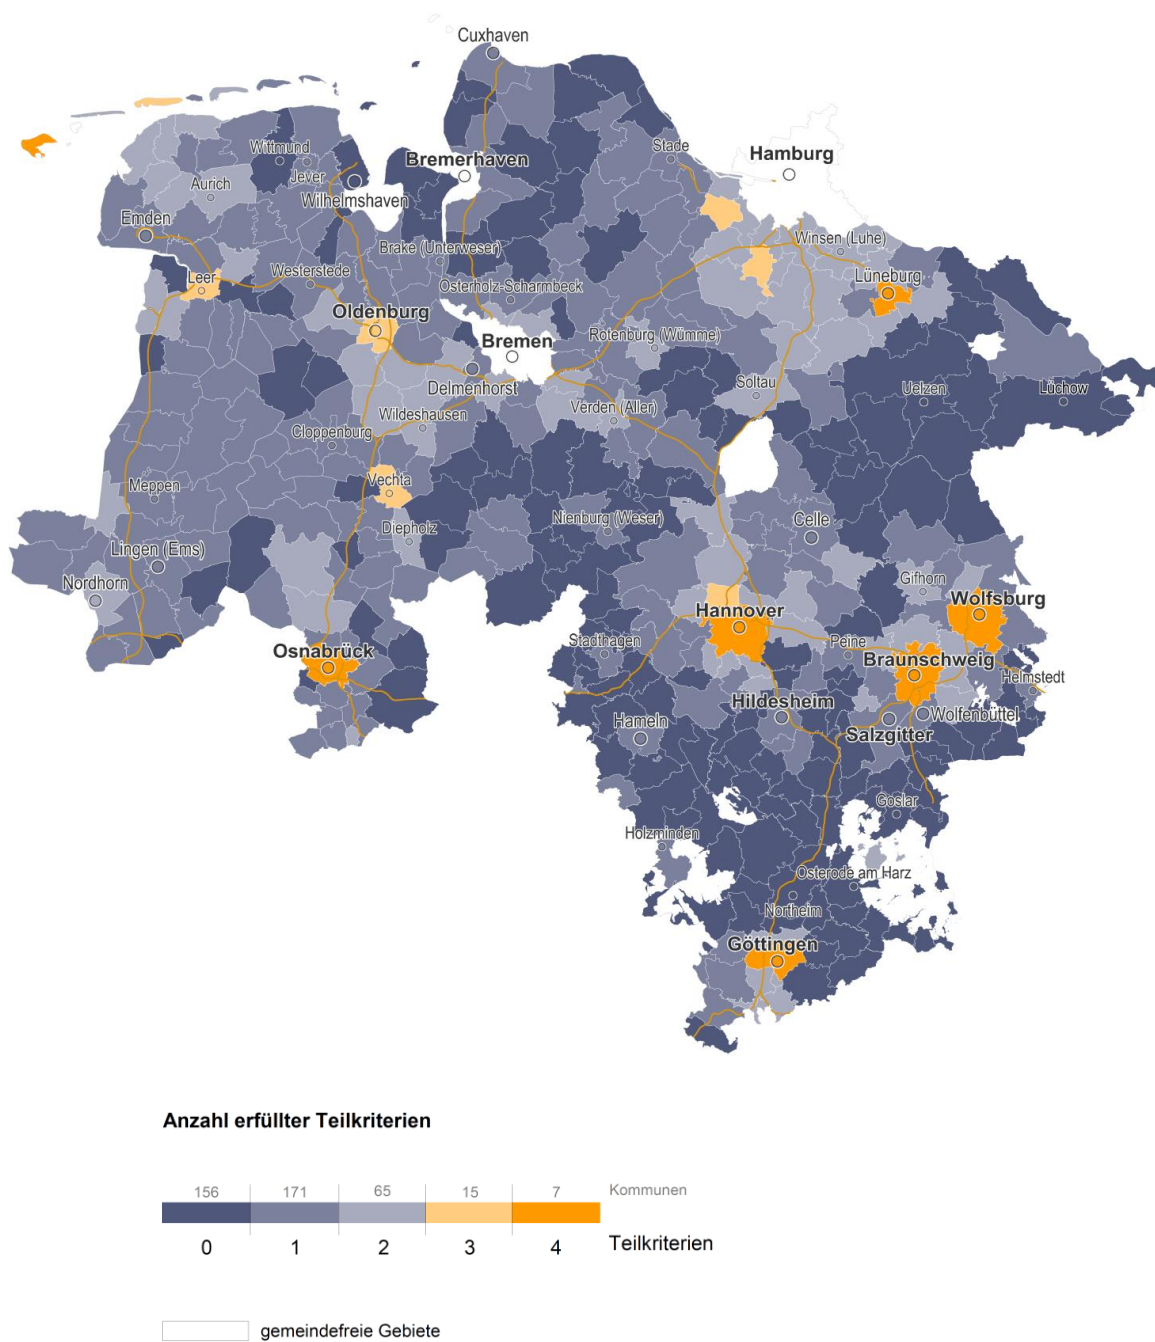 Cuxhaven
Wittmund
Jever
Bremerhaven
Stade
Hamburg
Aurich
Wilhelmshaven
Emden
Brake (Unterweser)
Winsen (Luhe)
Leer
Westerstede
Osterholz-Scharmbeck
Lüneburg
Oldenburg
Bremen
Rotenburg (Wümme)
Delmenhorst
Soltau
Uelzen
Lüchow
Wildeshausen
Verden (Aller)
Cloppenburg
Meppen
Vechta
Nienburg (Weser)
Celle
Diepholz
Lingen (Ems)
Nordhorn
Gifhorn
Wolfsburg
Hannover
Stadthagen
Peine
Osnabrück
Braunschweig
Helmstedt
Hildesheim
Wolfenbüttel
Hameln
Salzgitter
Goslar
Holzminden
Osterode am Harz
Northeim
Göttingen
Anzahl erfüllter Teilkriterien
156 171 65 15 7 Kommunen
0 1 2 3 4 Teilkriterien
gemeindefreie Gebiete